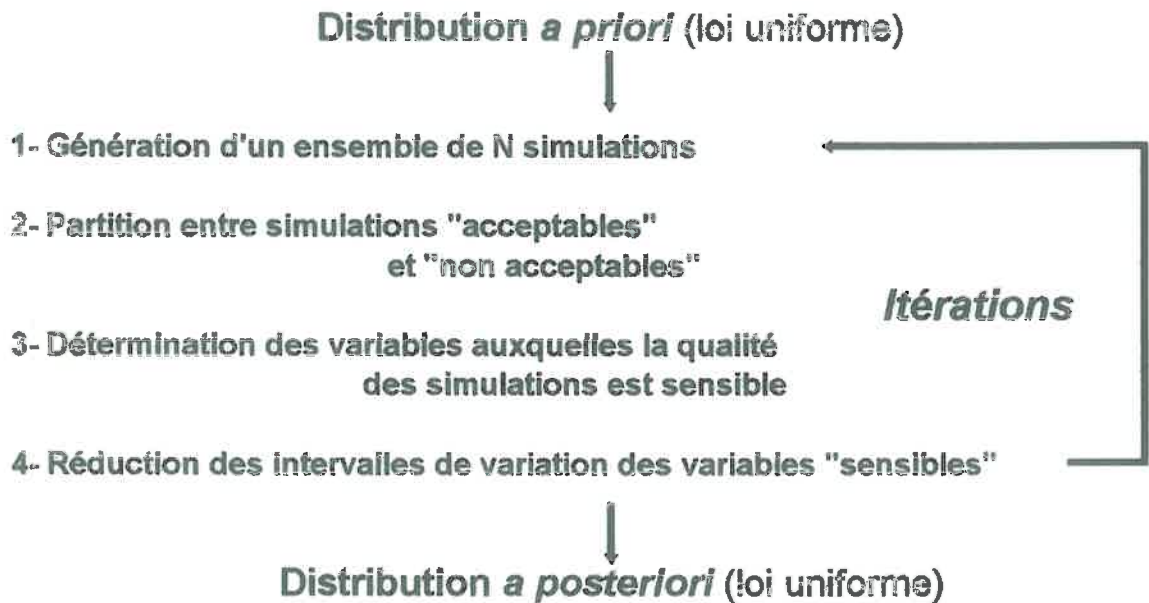 Distribution a priori (loi uniforme)
1- Génération d'un ensemble de N simulations
2- Partition entre simulations "acceptables"
et "non acceptables"
Itérations
3- Détermination des variables auxquelles la qualité
des simulations est sensible
4- Réduction des intervalles de variation des variables "sensibles"
Distribution a posteriori (loi uniforme)